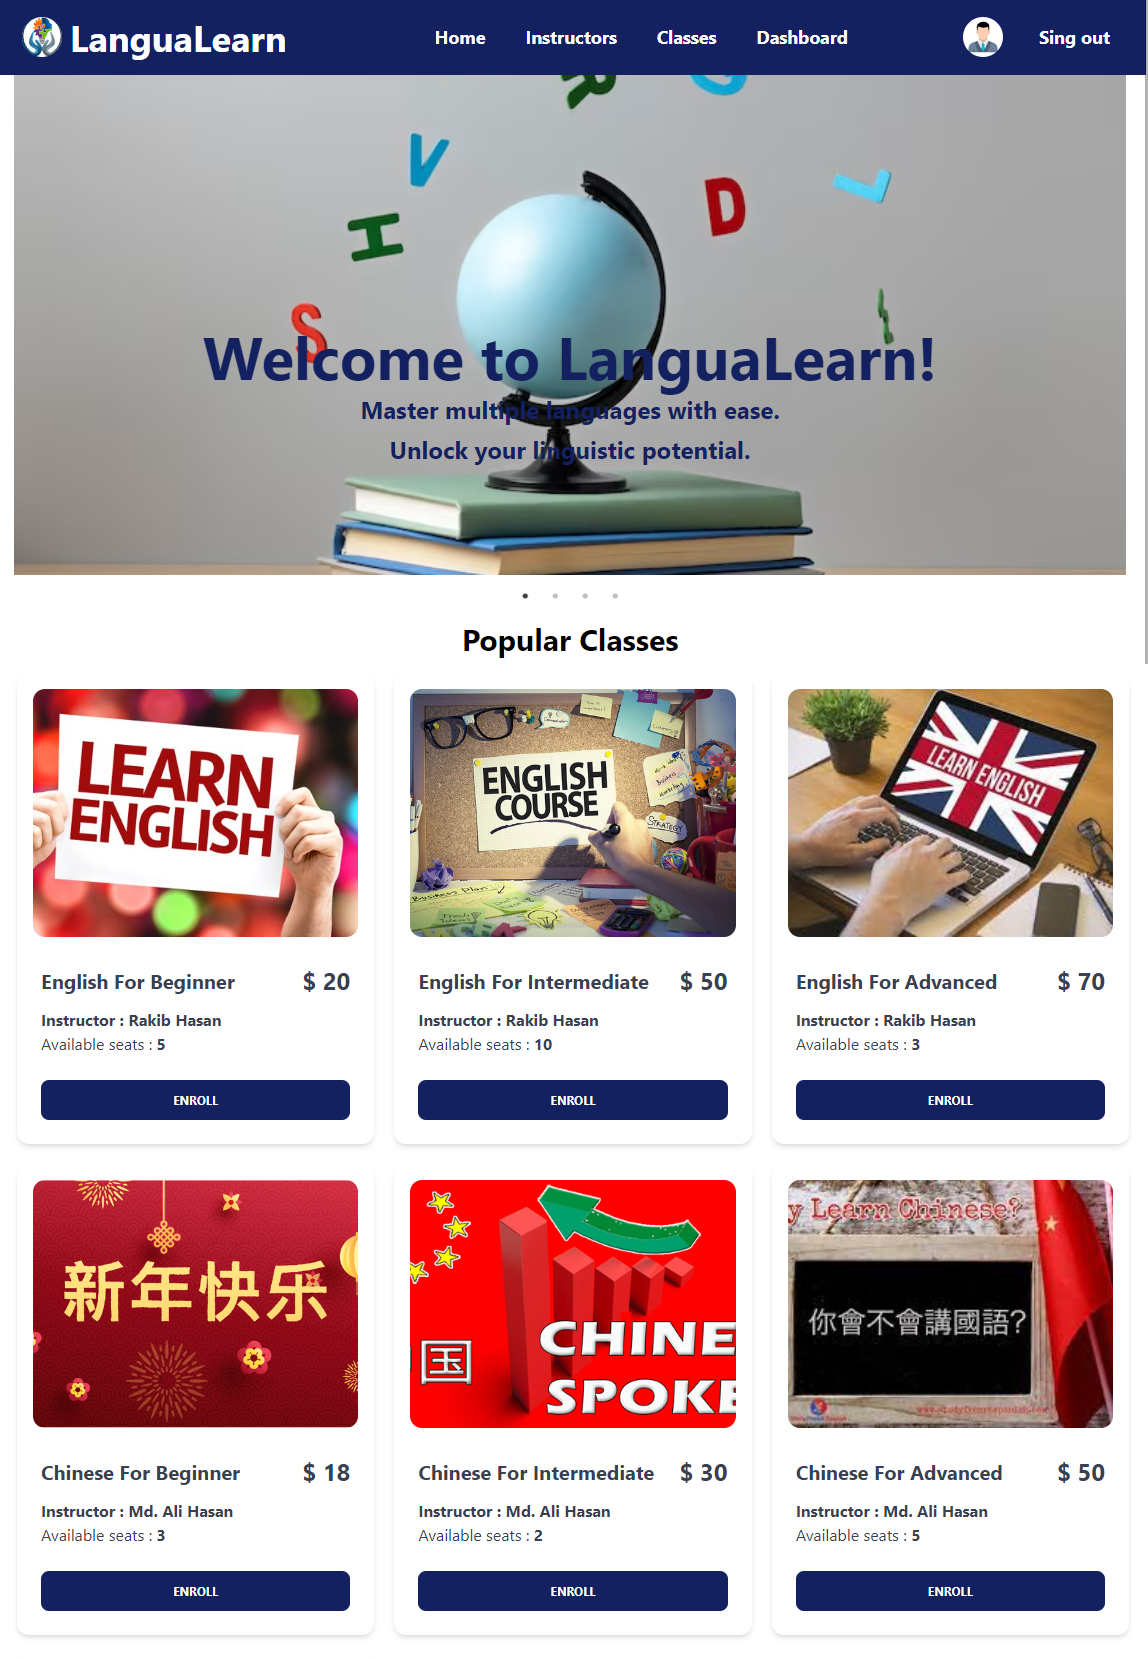 LanguaLearn
Home
Instructors
Classes
Dashboard
Sing out
R
V
D
H
S
Welcome to LanguaLearn!
Master multiple languages with ease.
Unlock your linguistic potential.
Popular Classes
LEARN
ENGLISH
ENGLISH
COURSE
STRATEGY
Business Plan
LEARN ENGLISH
English For Beginner
$ 20
Instructor : Rakib Hasan
Available seats : 5
ENROLL
English For Intermediate
$ 50
Instructor : Rakib Hasan
Available seats : 10
ENROLL
English For Advanced
$ 70
Instructor : Rakib Hasan
Available seats : 3
ENROLL
新年快乐
国
CHINE
SPOKE
y Learn Chinese?
你會不會講國語?
Chinese For Beginner
$ 18
Instructor : Md. Ali Hasan
Available seats : 3
ENROLL
Chinese For Intermediate
$ 30
Instructor : Md. Ali Hasan
Available seats : 2
ENROLL
Chinese For Advanced
$ 50
Instructor : Md. Ali Hasan
Available seats : 5
ENROLL